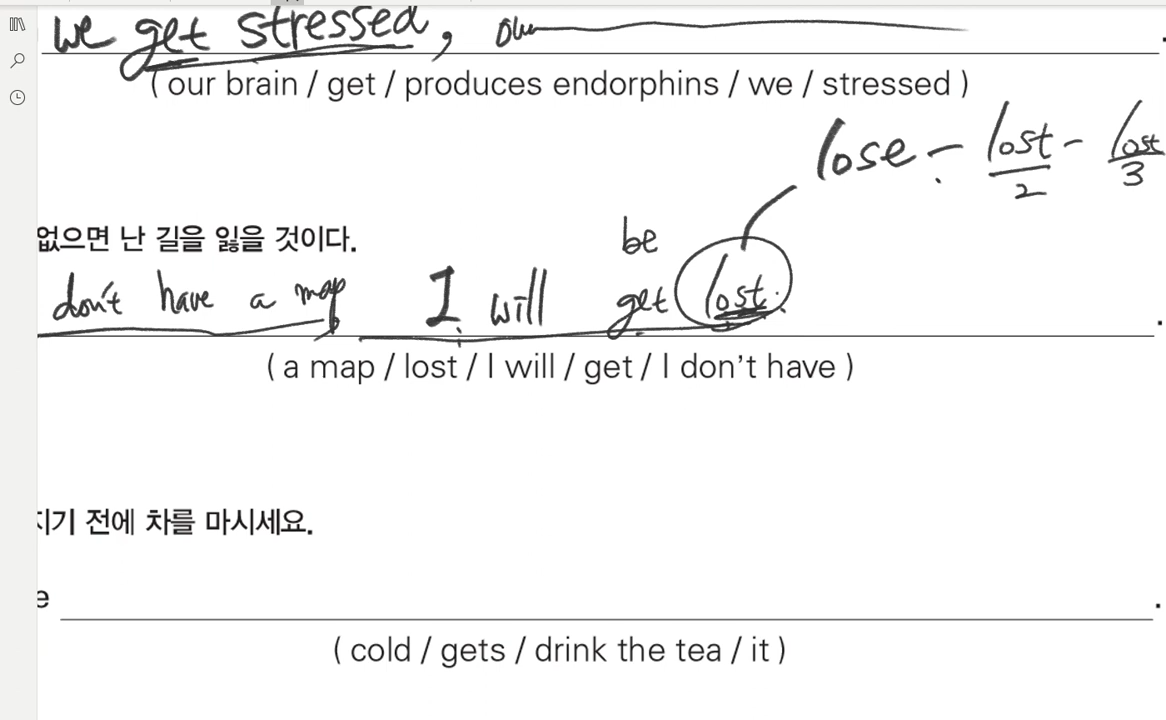 we get stressed, our .
( our brain / get / produces endorphins / we / stressed )
lose - lost - lost
2 3
없으면 난 길을 잃을 것이다.
be
don't have a map I will get lost. .
( a map / lost / I will / get / I don't have )
기 전에 차를 마시세요.
e .
( cold / gets / drink the tea / it )